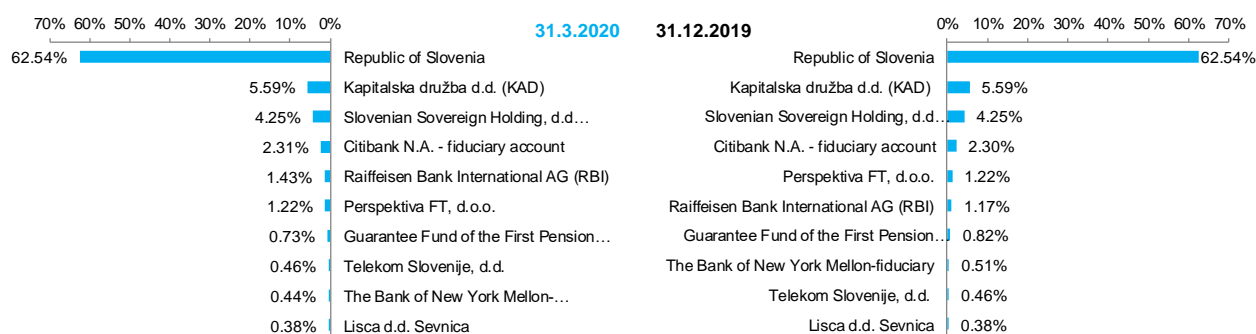 70% 60% 50% 40% 30% 20% 10% 0%
31.3.2020
62.54% Republic of Slovenia
5.59% Kapitalska družba d.d. (KAD)
4.25% Slovenian Sovereign Holding, d.d...
2.31% Citibank N.A. - fiduciary account
1.43% Raiffeisen Bank International AG (RBI)
1.22% Perspektiva FT, d.o.o.
0.73% Guarantee Fund of the First Pension...
0.46% Telekom Slovenije, d.d.
0.44% The Bank of New York Mellon-...
0.38% Lisca d.d. Sevnica
31.12.2019
0% 10% 20% 30% 40% 50% 60% 70%
Republic of Slovenia 62.54%
Kapitalska družba d.d. (KAD) 5.59%
Slovenian Sovereign Holding, d.d... 4.25%
Citibank N.A. - fiduciary account 2.30%
Perspektiva FT, d.o.o. 1.22%
Raiffeisen Bank International AG (RBI) 1.17%
Guarantee Fund of the First Pension... 0.82%
The Bank of New York Mellon-fiduciary 0.51%
Telekom Slovenije, d.d. 0.46%
Lisca d.d. Sevnica 0.38%